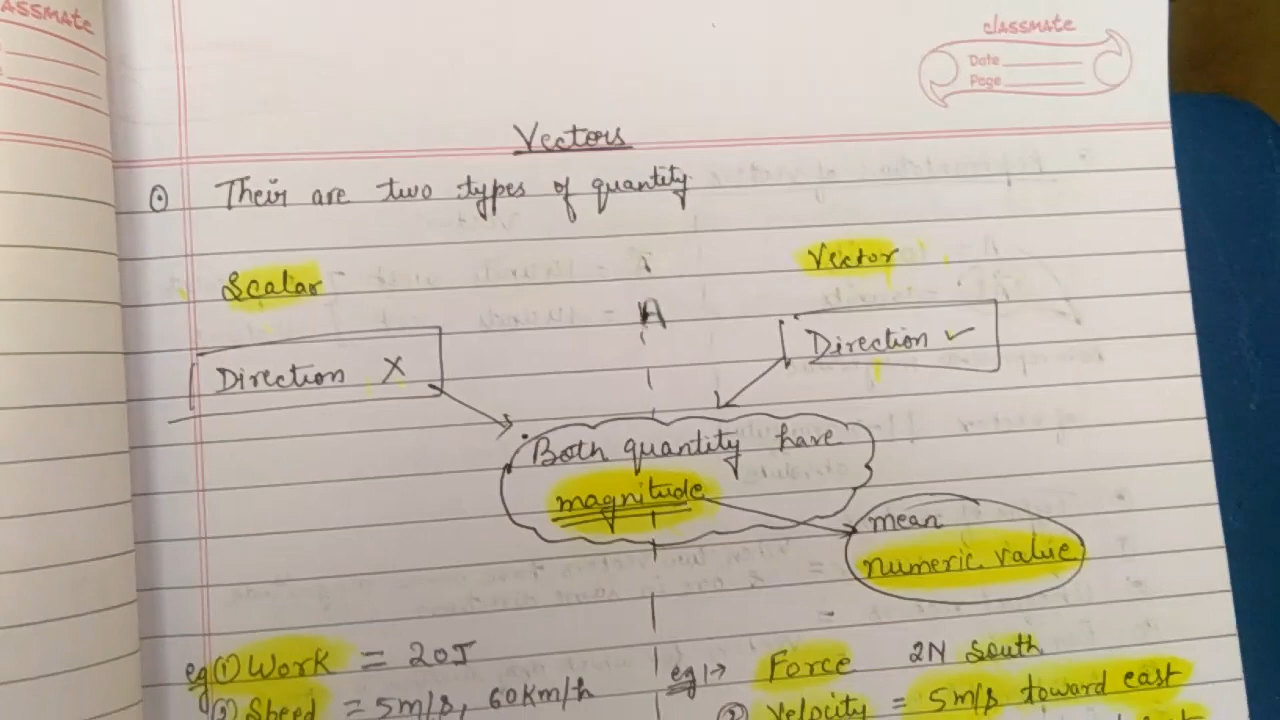 ASSMATE
classmate
Date
Page
Vectors
Their are two types of quantity
Scalar
Vector
A
Direction X
Direction ✓
Both quantity have
magnitude
mean
numeric value
eg ① Work = 20J
② Speed = 5m/s, 60km/h
eg 1→ Force 2N South
② Velocity = 5m/s toward east